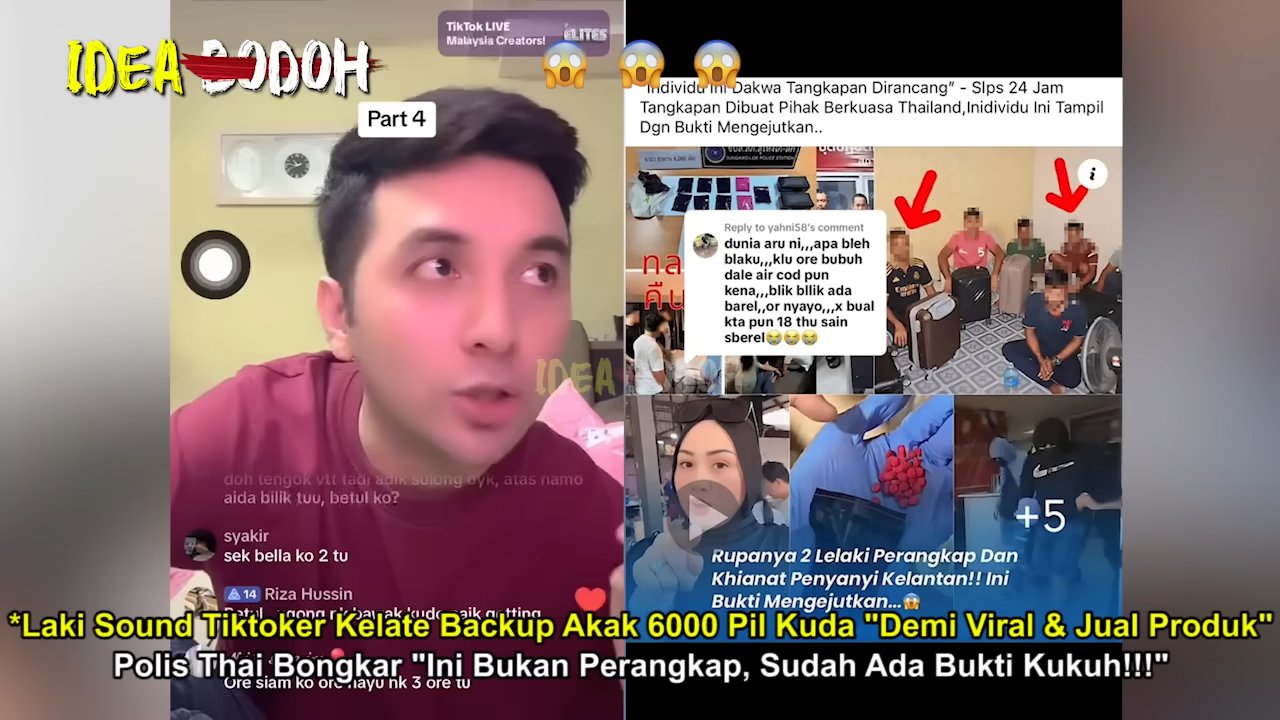 IDEA BODOH
TikTok LIVE
Malaysia Creators!
ELITES
Part 4
"Individu Ini Dakwa Tangkapan Dirancang" - Slps 24 Jam
Tangkapan Dibuat Pihak Berkuasa Thailand,Inidividu Ini Tampil
Dgn Bukti Mengejutkan..
SUNGAIKO-LOK POLICE STATION
i
Reply to yahni58's comment
dunia aru ni,,,apa bleh
blaku,,,klu ore bubuh
dale air cod pun
kena,,,blik bllik ada
barel,,or nyayo,,,x bual
kta pun 18 thu sain
sberel😭😭😭
IDEA BODOH
+5
Rupanya 2 Lelaki Perangkap Dan
Khianat Penyanyi Kelantan!! Ini
Bukti Mengejutkan...😱
doh tengok vtt tadi adik sulong oyk, atas namo
aida bilik tuu, betul ko?
syakir
sek bella ko 2 tu
14 Riza Hussin
*Laki Sound Tiktoker Kelate Backup Akak 6000 Pil Kuda "Demi Viral & Jual Produk"
Polis Thai Bongkar "Ini Bukan Perangkap, Sudah Ada Bukti Kukuh!!!"
Ore siam ko ore nayu nk 3 ore tu